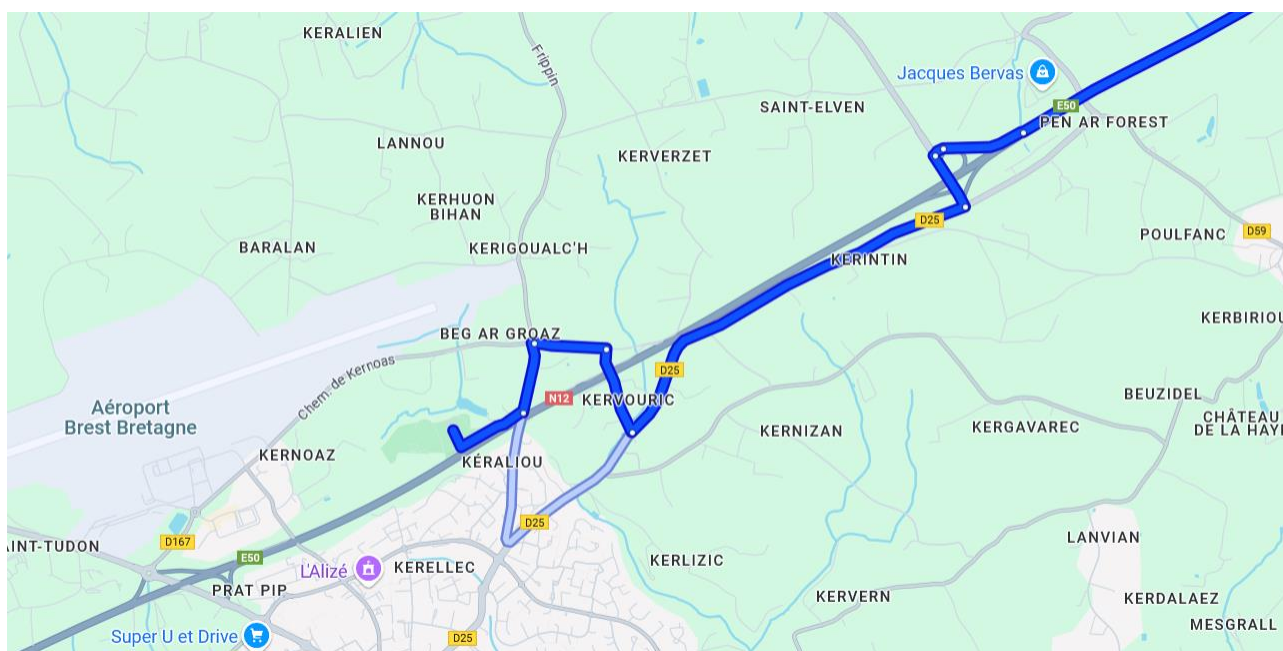 KERALIEN
Frippin
Jacques Bervas
SAINT-ELVEN
E50
PEN AR FOREST
LANNOU
KERVERZET
KERHUON
BIHAN
D25
D59
POULFANC
BARALAN
KERIGOUALC'H
KERINTIN
KERBIRIOU
BEG AR GROAZ
Chem. de Kernoas
D25
N12
KERVOURIC
BEUZIDEL
Aéroport
Brest Bretagne
CHÂTEAU
DE LA HAYE
KERNIZAN
KERGAVAREC
KERNOAZ
KÉRALIOU
D25
D167
AINT-TUDON
E50
LANVIAN
L'Alizé
KERELLEC
KERLIZIC
PRAT PIP
KERVERN
KERDALAEZ
MESGRALL
Super U et Drive
D25